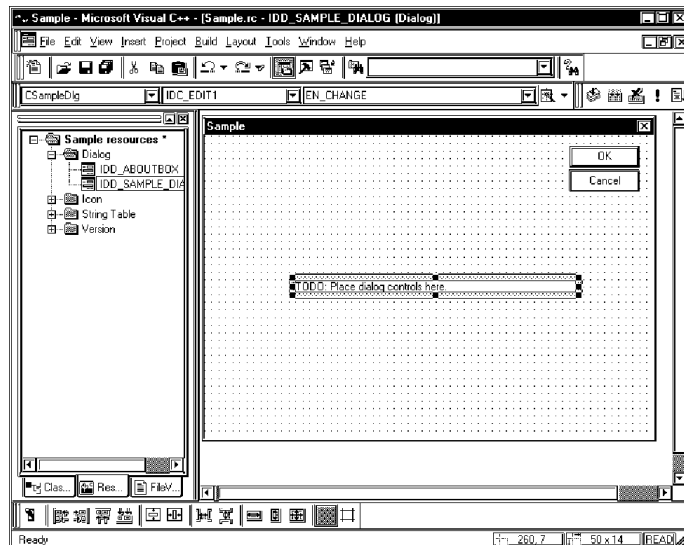 Sample - Microsoft Visual C++ - [Sample.rc - IDD_SAMPLE_DIALOG (Dialog)]
File Edit View Insert Project Build Layout Tools Window Help
CSampleDlg IDC_EDIT1 EN_CHANGE
Sample resources *
Dialog
IDD_ABOUTBOX
IDD_SAMPLE_DIA
Icon
String Table
Version
Sample
OK
Cancel
TODO: Place dialog controls here.
Clas... Res... FileV...
Ready 260, 7 50 x 14 READ